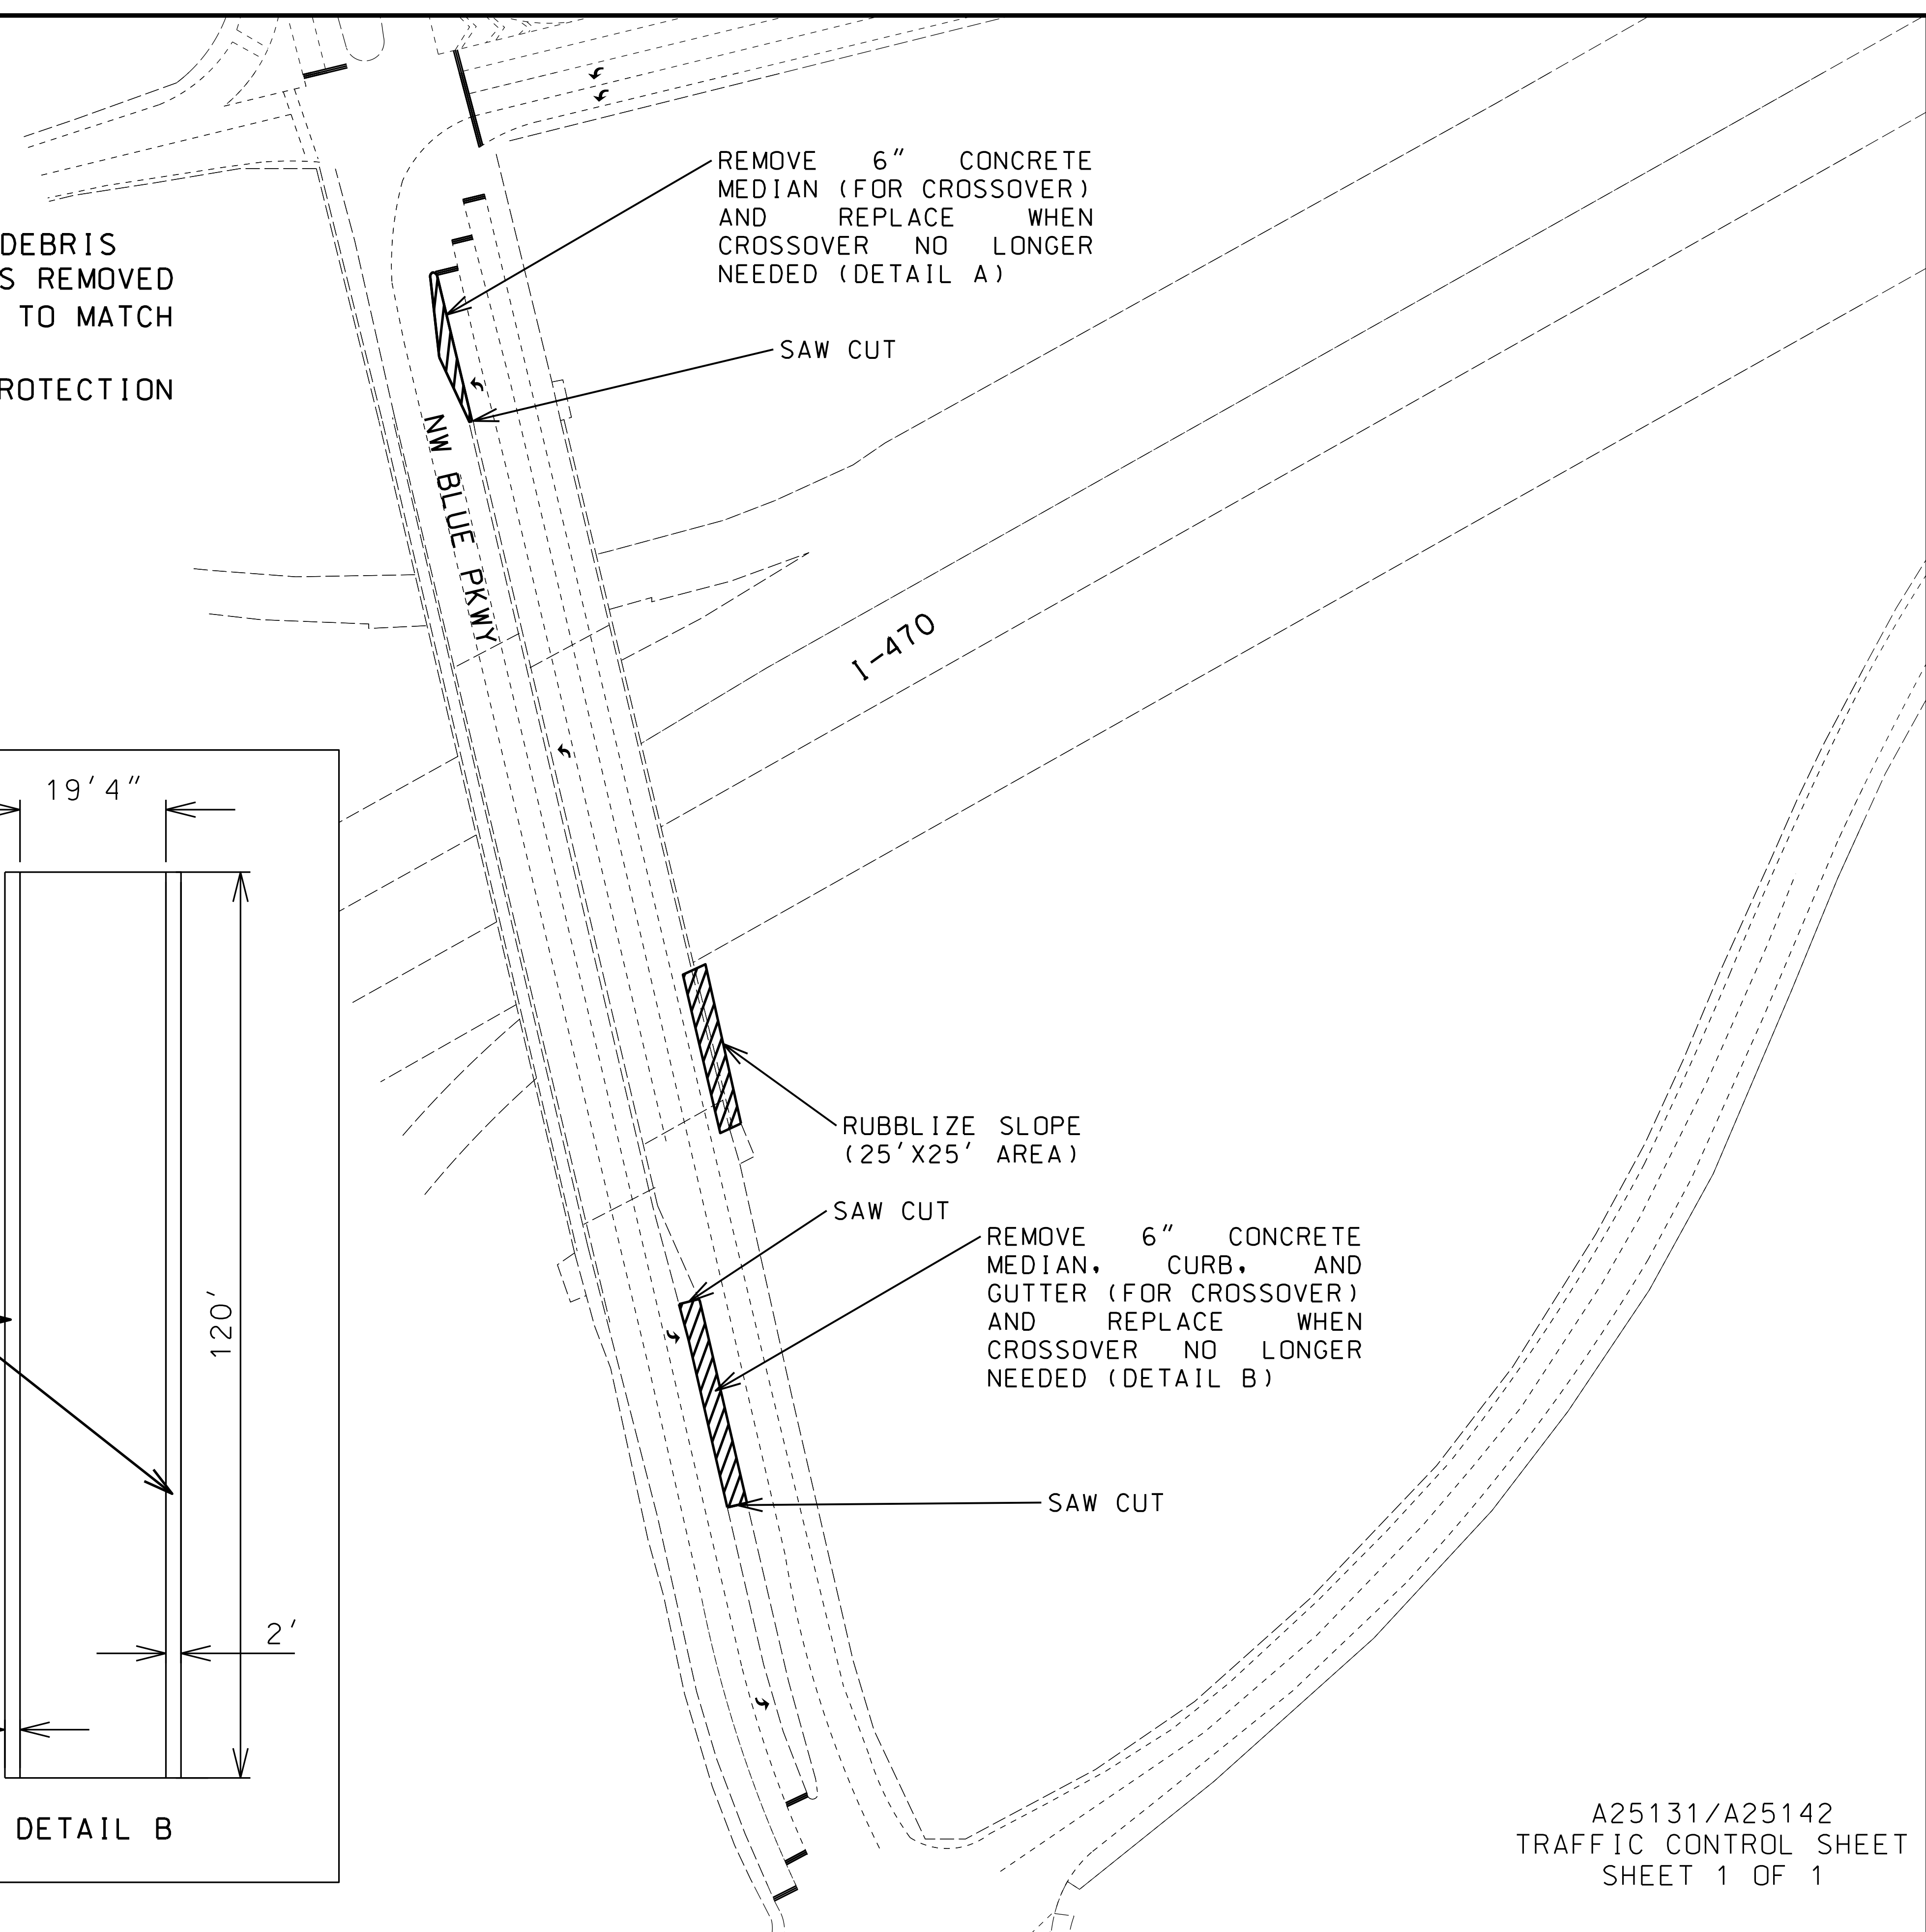 REMOVE 6" CONCRETE
MEDIAN (FOR CROSSOVER)
AND REPLACE WHEN
CROSSOVER NO LONGER
NEEDED (DETAIL A)
DEBRIS
S REMOVED
TO MATCH
ROTECTION
SAW CUT
NW BLUE PKWY
I-470
19'4"
120'
2'
DETAIL B
RUBBLIZE SLOPE
(25'X25' AREA)
SAW CUT
REMOVE 6" CONCRETE
MEDIAN, CURB, AND
GUTTER (FOR CROSSOVER)
AND REPLACE WHEN
CROSSOVER NO LONGER
NEEDED (DETAIL B)
SAW CUT
A25131/A25142
TRAFFIC CONTROL SHEET
SHEET 1 OF 1